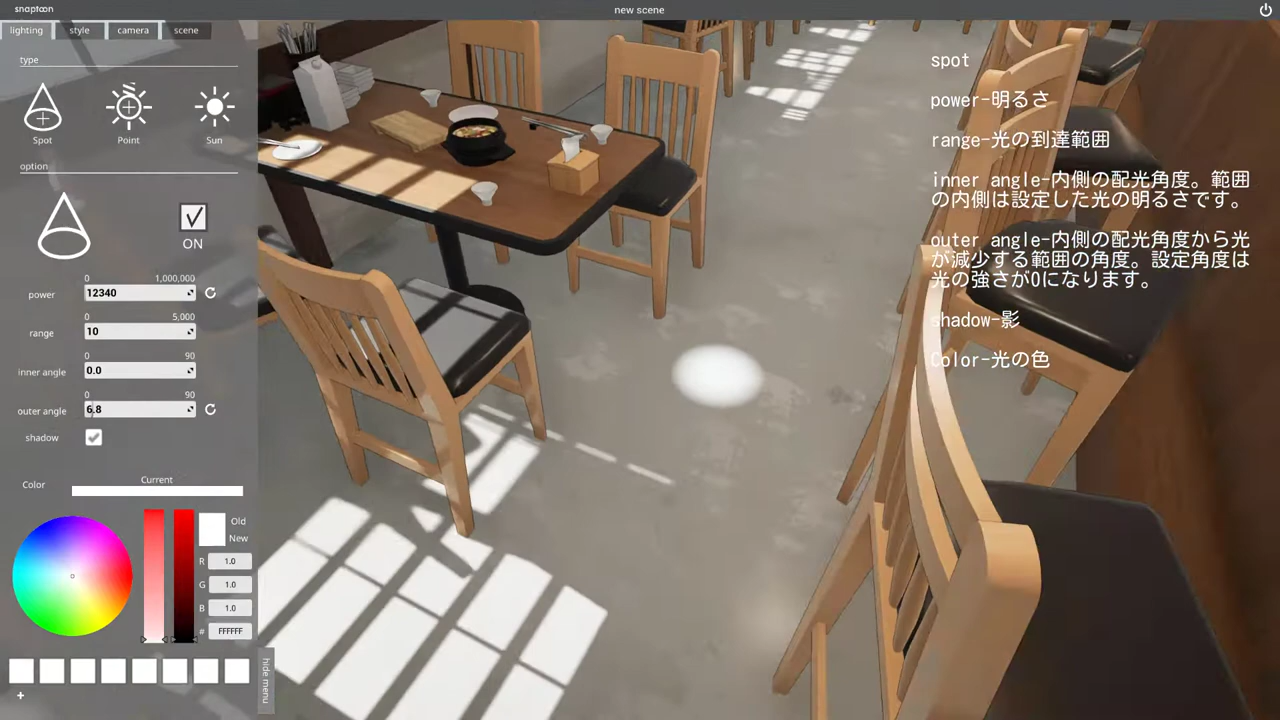 snaptoon
new scene
lighting
style
camera
scene
type
Spot
Point
Sun
option
ON
0
1,000,000
power
12340
0
5,000
range
10
0
90
inner angle
0.0
0
90
outer angle
6.8
shadow
Color
Current
Old
New
R
1.0
G
1.0
B
1.0
#
FFFFFF
+
hide menu
spot
power-明るさ
range-光の到達範囲
inner angle-内側の配光角度。範囲
の内側は設定した光の明るさです。
outer angle-内側の配光角度から光
が減少する範囲の角度。設定角度は
光の強さが0になります。
shadow-影
Color-光の色